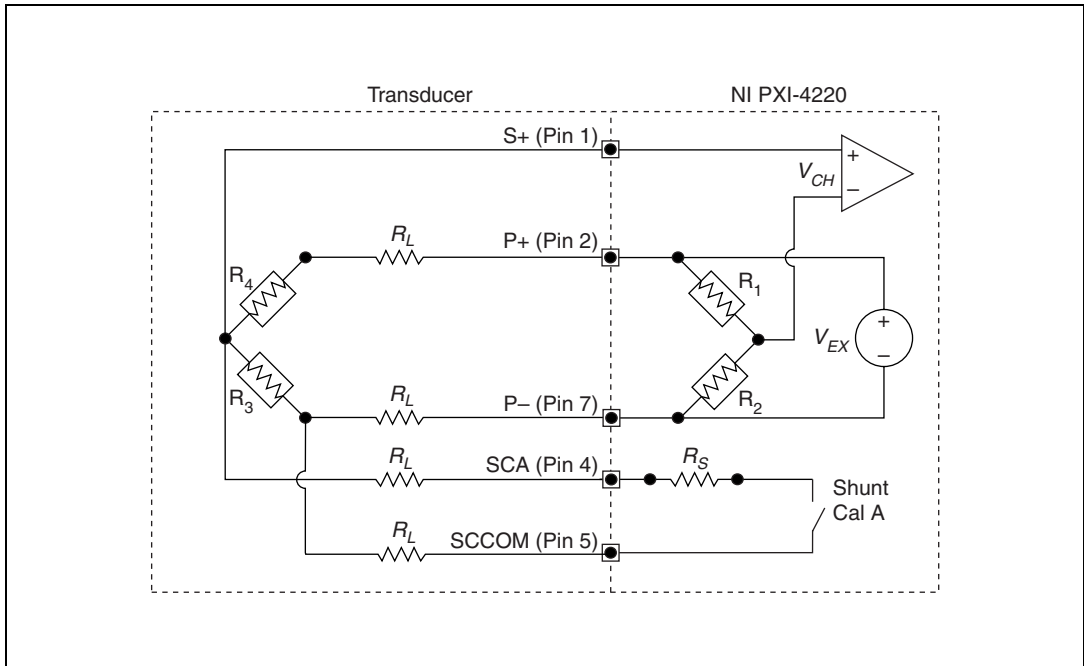 Transducer
NI PXI-4220
S+ (Pin 1)
+
V_CH
–
R_L
P+ (Pin 2)
R_4
R_1
+
V_EX
–
R_3
R_L
P– (Pin 7)
R_2
R_L
SCA (Pin 4)
R_S
Shunt
Cal A
R_L
SCCOM (Pin 5)